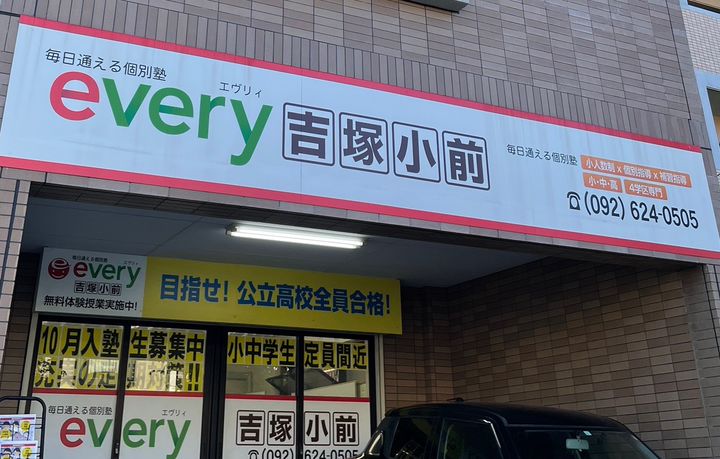 毎日通える個別塾
エヴリィ
every 吉塚小前
毎日通える個別塾
小人数制 x 個別指導 x 補習指導
小・中・高 4学区専門
☎(092) 624-0505
毎日通える個別塾 エヴリィ
every
吉塚小前
無料体験授業実施中!
目指せ! 公立高校全員合格!
10月入塾生募集中
小中学生定員間近
毎日通える個別塾 エヴリィ
every
吉塚小前
☎(092) 624-0505